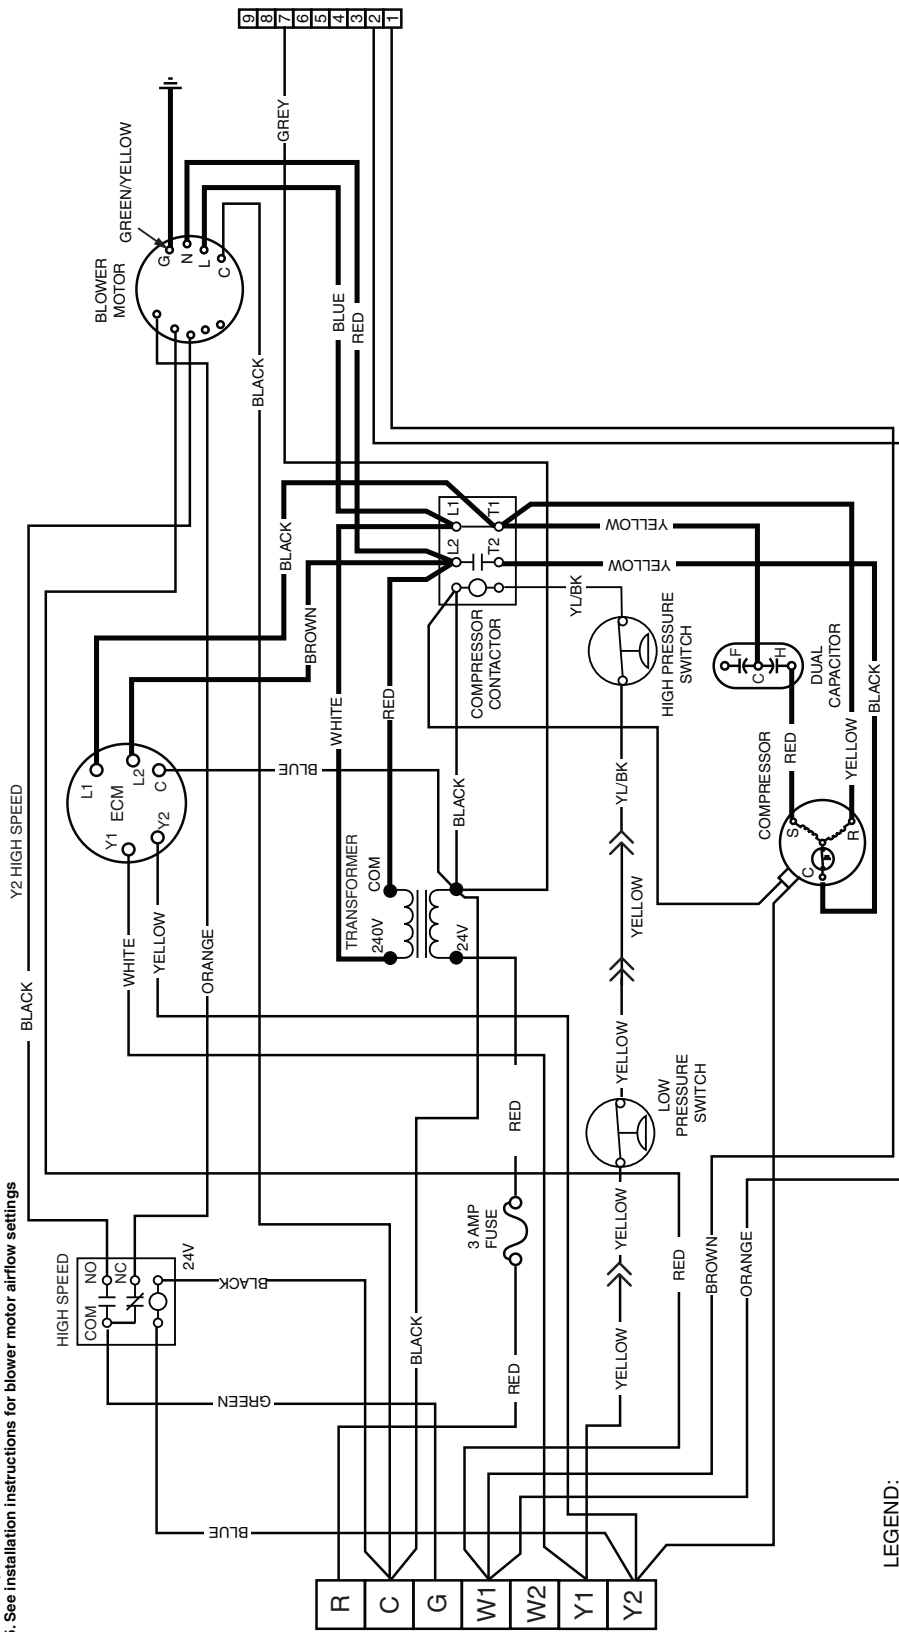 9
8
7
6
5
4
3
2
1
GREY
GREEN/YELLOW
BLOWER
MOTOR
G
N
L
C
BLUE
RED
BLACK
BLACK
BROWN
WHITE
RED
L1
T1
L2
T2
COMPRESSOR
CONTACTOR
YELLOW
YELLOW
YL/BK
HIGH PRESSURE
SWITCH
F
C
H
DUAL
CAPACITOR
BLACK
YELLOW
RED
COMPRESSOR
S
R
C
Y2 HIGH SPEED
BLACK
L1
L2
C
ECM
Y1
Y2
WHITE
YELLOW
ORANGE
BLUE
BLACK
TRANSFORMER
COM
240V
24V
YL/BK
YELLOW
YELLOW
LOW
PRESSURE
SWITCH
YELLOW
YELLOW
RED
3 AMP
FUSE
RED
RED
BROWN
ORANGE
HIGH SPEED
COM
NO
NC
24V
BLACK
BLACK
GREEN
BLUE
R
C
G
W1
W2
Y1
Y2
. See installation instructions for blower motor airflow settings
LEGEND: